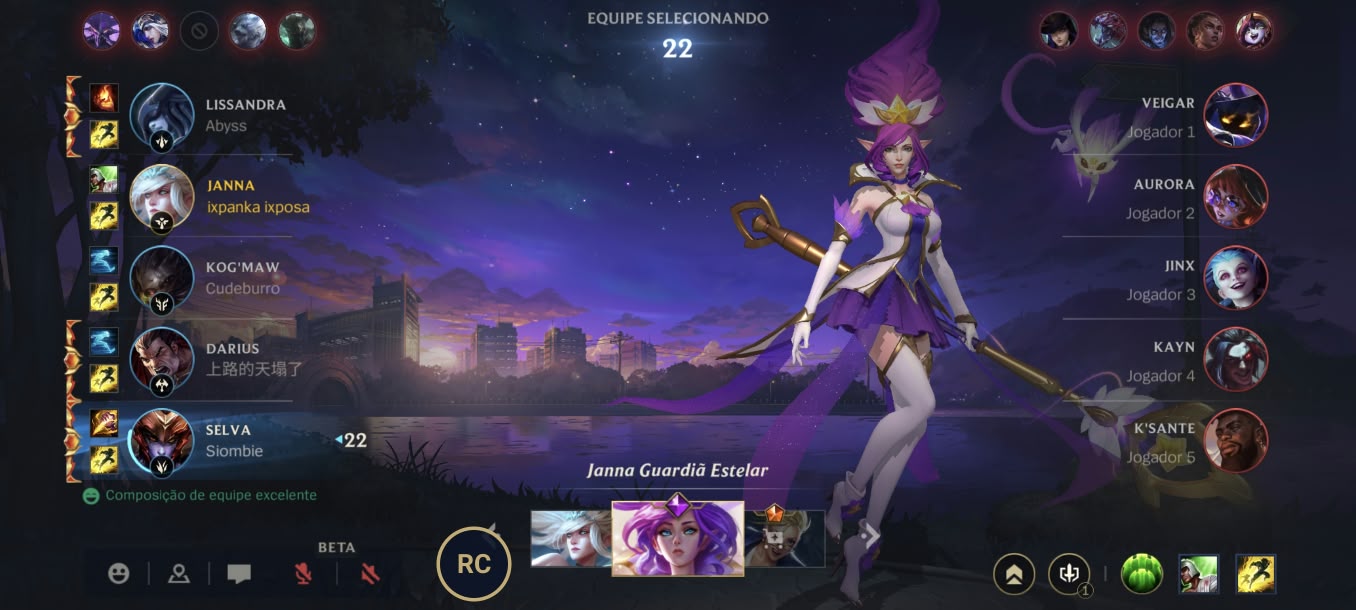 EQUIPE SELECIONANDO
22
LISSANDRA
Abyss
JANNA
ixpanka ixposa
KOG'MAW
Cudeburro
DARIUS
上路的天塌了
SELVA
Siombie
22
Composição de equipe excelente
VEIGAR
Jogador 1
AURORA
Jogador 2
JINX
Jogador 3
KAYN
Jogador 4
K'SANTE
Jogador 5
Janna Guardiã Estelar
BETA
RC
1